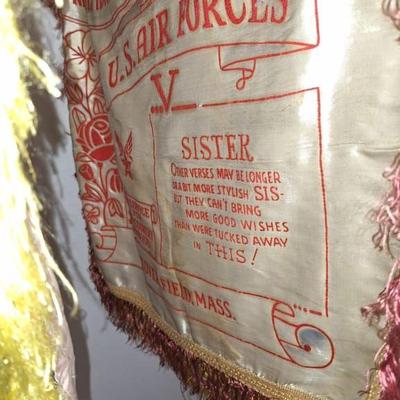 U.S. AIR FORCES
...V
SISTER
OTHER VERSES MAY BE LONGER
OR A BIT MORE STYLISH SIS-
BUT THEY CAN'T BRING
MORE GOOD WISHES
THAN WERE TUCKED AWAY
IN THIS!
FIELD, MASS.